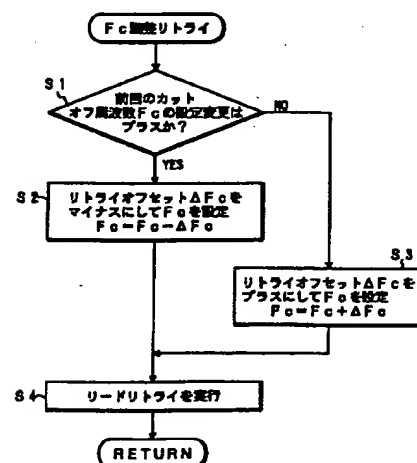 Fc調整リトライ
S1
前回のカット
オフ周波数Fcの設定変更は
プラスか?
NO
YES
S2
リトライオフセットΔFcを
マイナスにしてFcを設定
Fc=Fc-ΔFc
S3
リトライオフセットΔFcを
プラスにしてFcを設定
Fc=Fc+ΔFc
S4
リードリトライを実行
RETURN